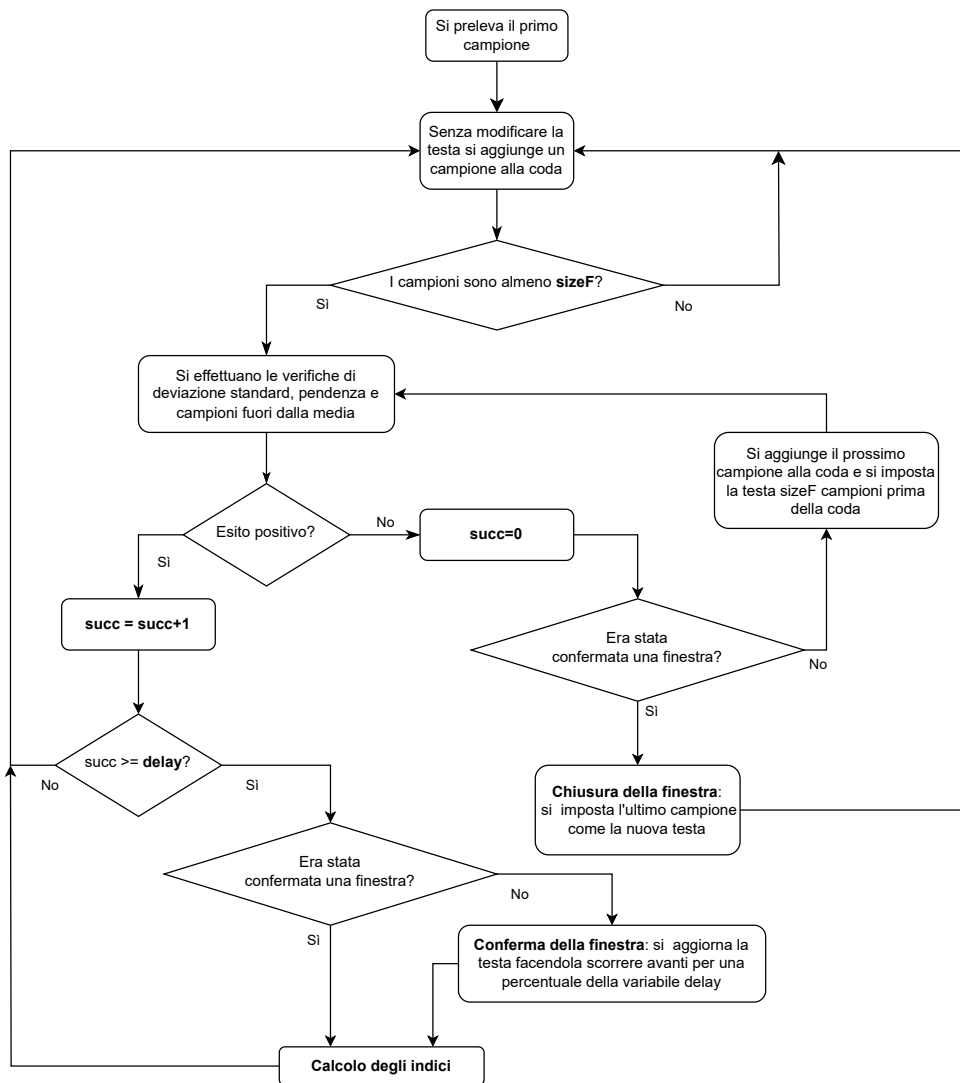 Si preleva il primo
campione
Senza modificare la
testa si aggiunge un
campione alla coda
I campioni sono almeno sizeF?
Sì
No
Si effettuano le verifiche di
deviazione standard, pendenza e
campioni fuori dalla media
Si aggiunge il prossimo
campione alla coda e si imposta
la testa sizeF campioni prima
della coda
Esito positivo?
No
succ=0
Sì
succ = succ+1
Era stata
confermata una finestra?
No
Sì
succ >= delay?
No
Sì
Chiusura della finestra:
si imposta l'ultimo campione
come la nuova testa
Era stata
confermata una finestra?
No
Sì
Conferma della finestra: si aggiorna la
testa facendola scorrere avanti per una
percentuale della variabile delay
Calcolo degli indici